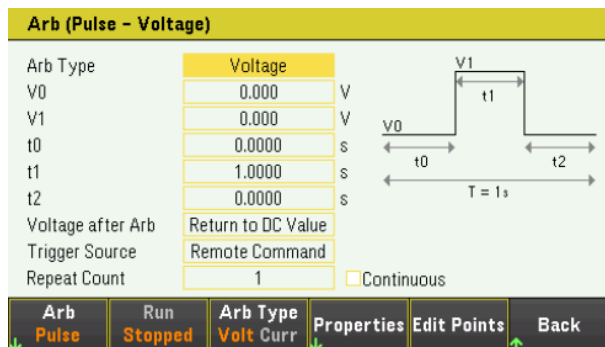 Arb (Pulse - Voltage)
Arb Type Voltage
V0 0.000 V
V1 0.000 V
t0 0.0000 s
t1 1.0000 s
t2 0.0000 s
Voltage after Arb Return to DC Value
Trigger Source Remote Command
Repeat Count 1 Continuous
V1
t1
V0
t0 t2
T = 1s
Arb Run Arb Type Properties Edit Points Back
Pulse Stopped Volt Curr